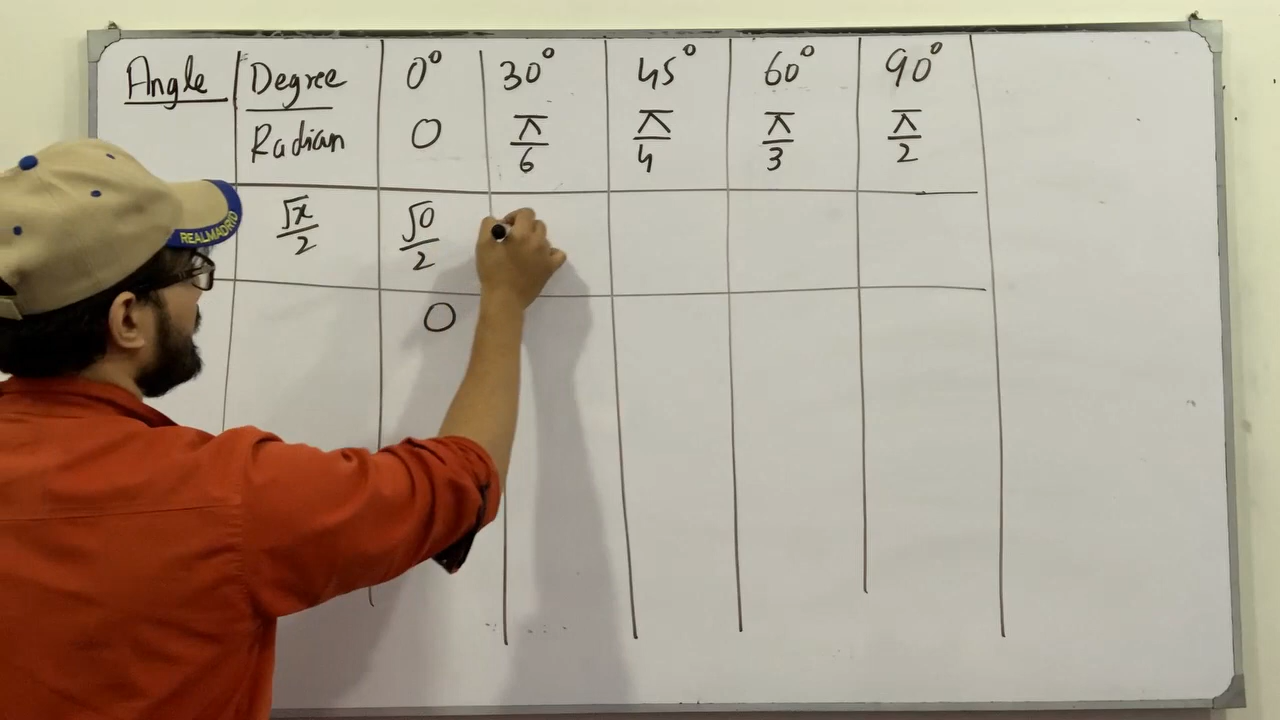 Angle Degree 0° 30° 45° 60° 90°
Radian 0 π/6 π/4 π/3 π/2
√x/2 √0/2
0
REALMADRID